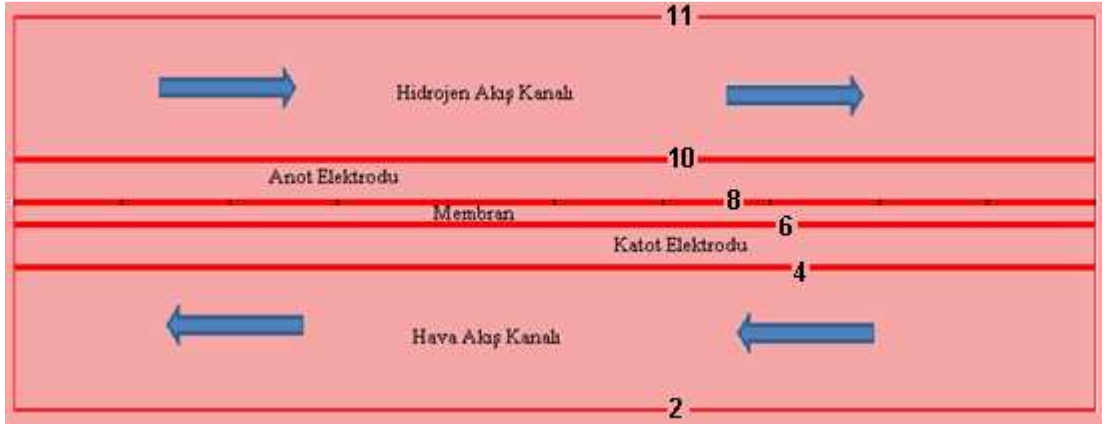 11
Hidrojen Akış Kanalı
10
Anot Elektrodu
8
Membran
6
Katot Elektrodu
4
Hava Akış Kanalı
2